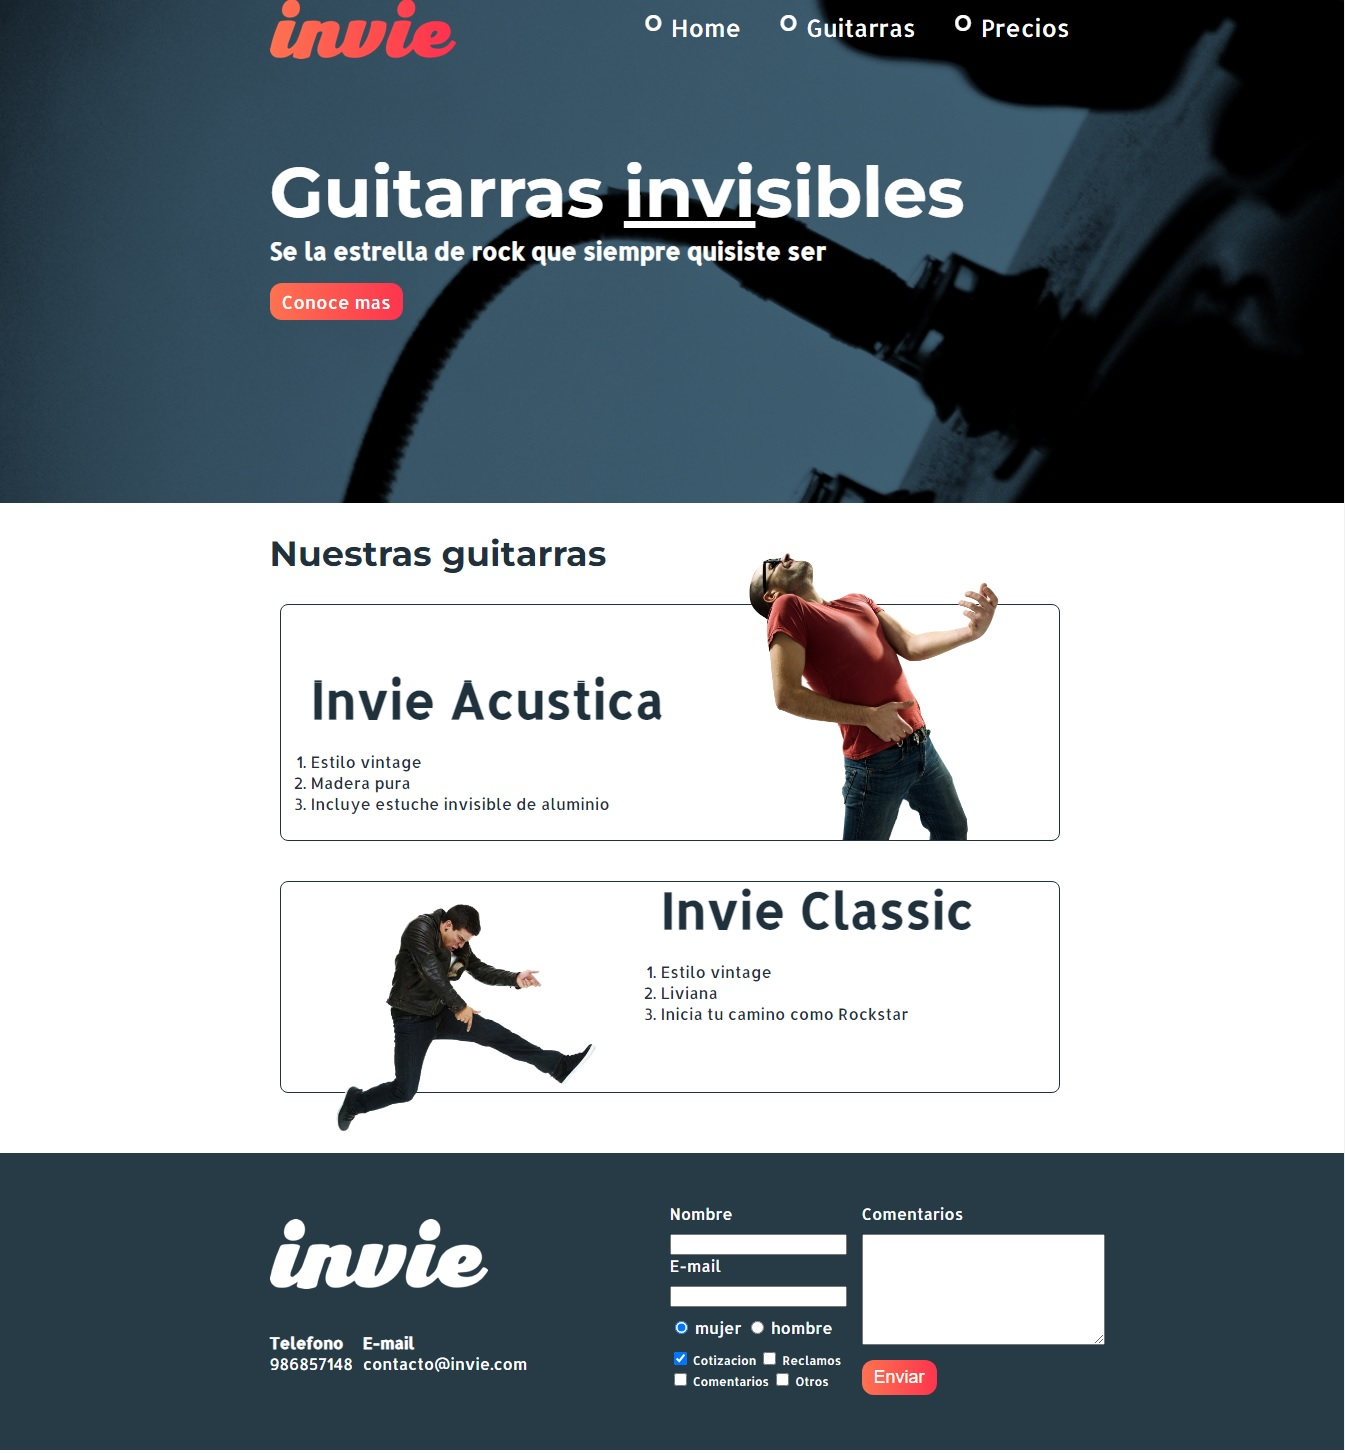 invie
Home Guitarras Precios
Guitarras invisibles
Se la estrella de rock que siempre quisiste ser
Conoce mas
Nuestras guitarras
Invie Acustica
1. Estilo vintage
2. Madera pura
3. Incluye estuche invisible de aluminio
Invie Classic
1. Estilo vintage
2. Liviana
3. Inicia tu camino como Rockstar
invie
Telefono E-mail
986857148 contacto@invie.com
Nombre
E-mail
mujer hombre
Cotizacion Reclamos
Comentarios Otros
Comentarios
Enviar